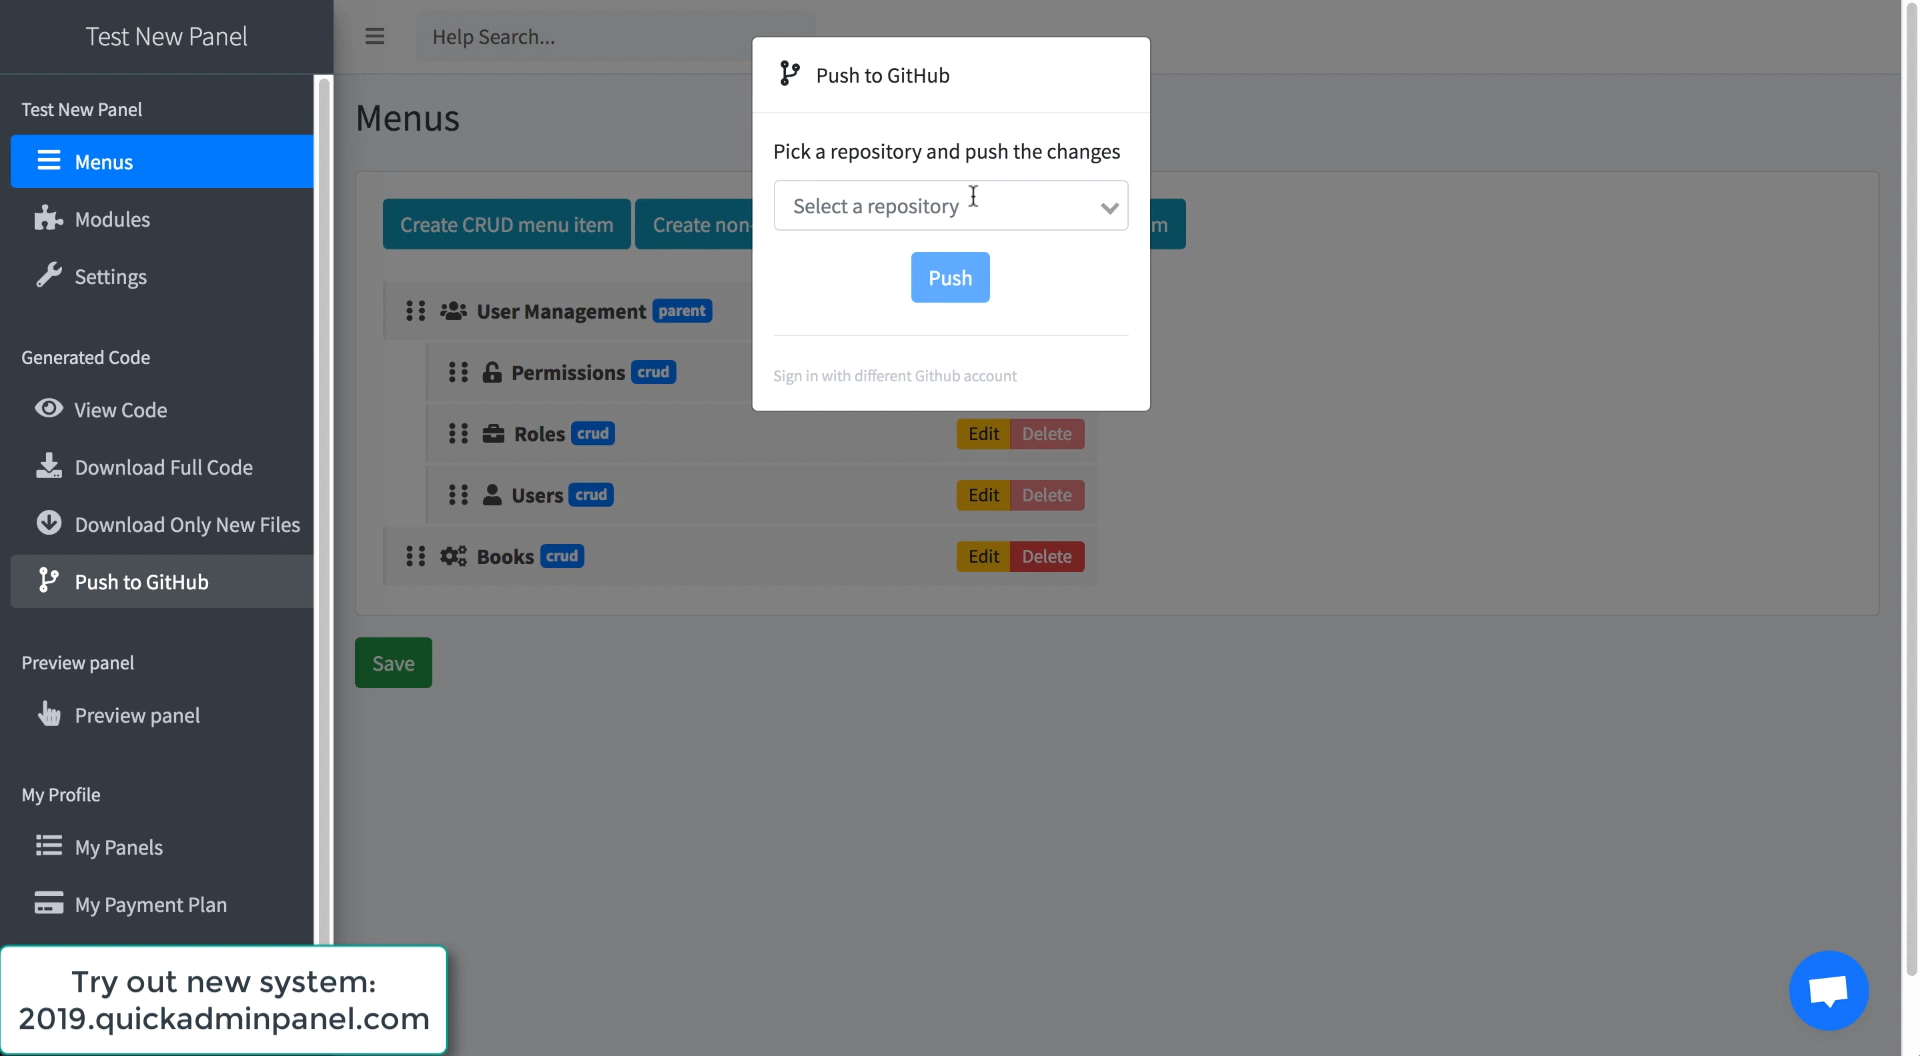 Test New Panel
Help Search...
Test New Panel
Menus
Modules
Settings
Generated Code
View Code
Download Full Code
Download Only New Files
Push to GitHub
Preview panel
Preview panel
My Profile
My Panels
My Payment Plan
Menus
Create CRUD menu item
Create non-
m
User Management parent
Permissions crud
Roles crud Edit Delete
Users crud Edit Delete
Books crud Edit Delete
Save
Push to GitHub
Pick a repository and push the changes
Select a repository
Push
Sign in with different Github account
Try out new system:
2019.quickadminpanel.com